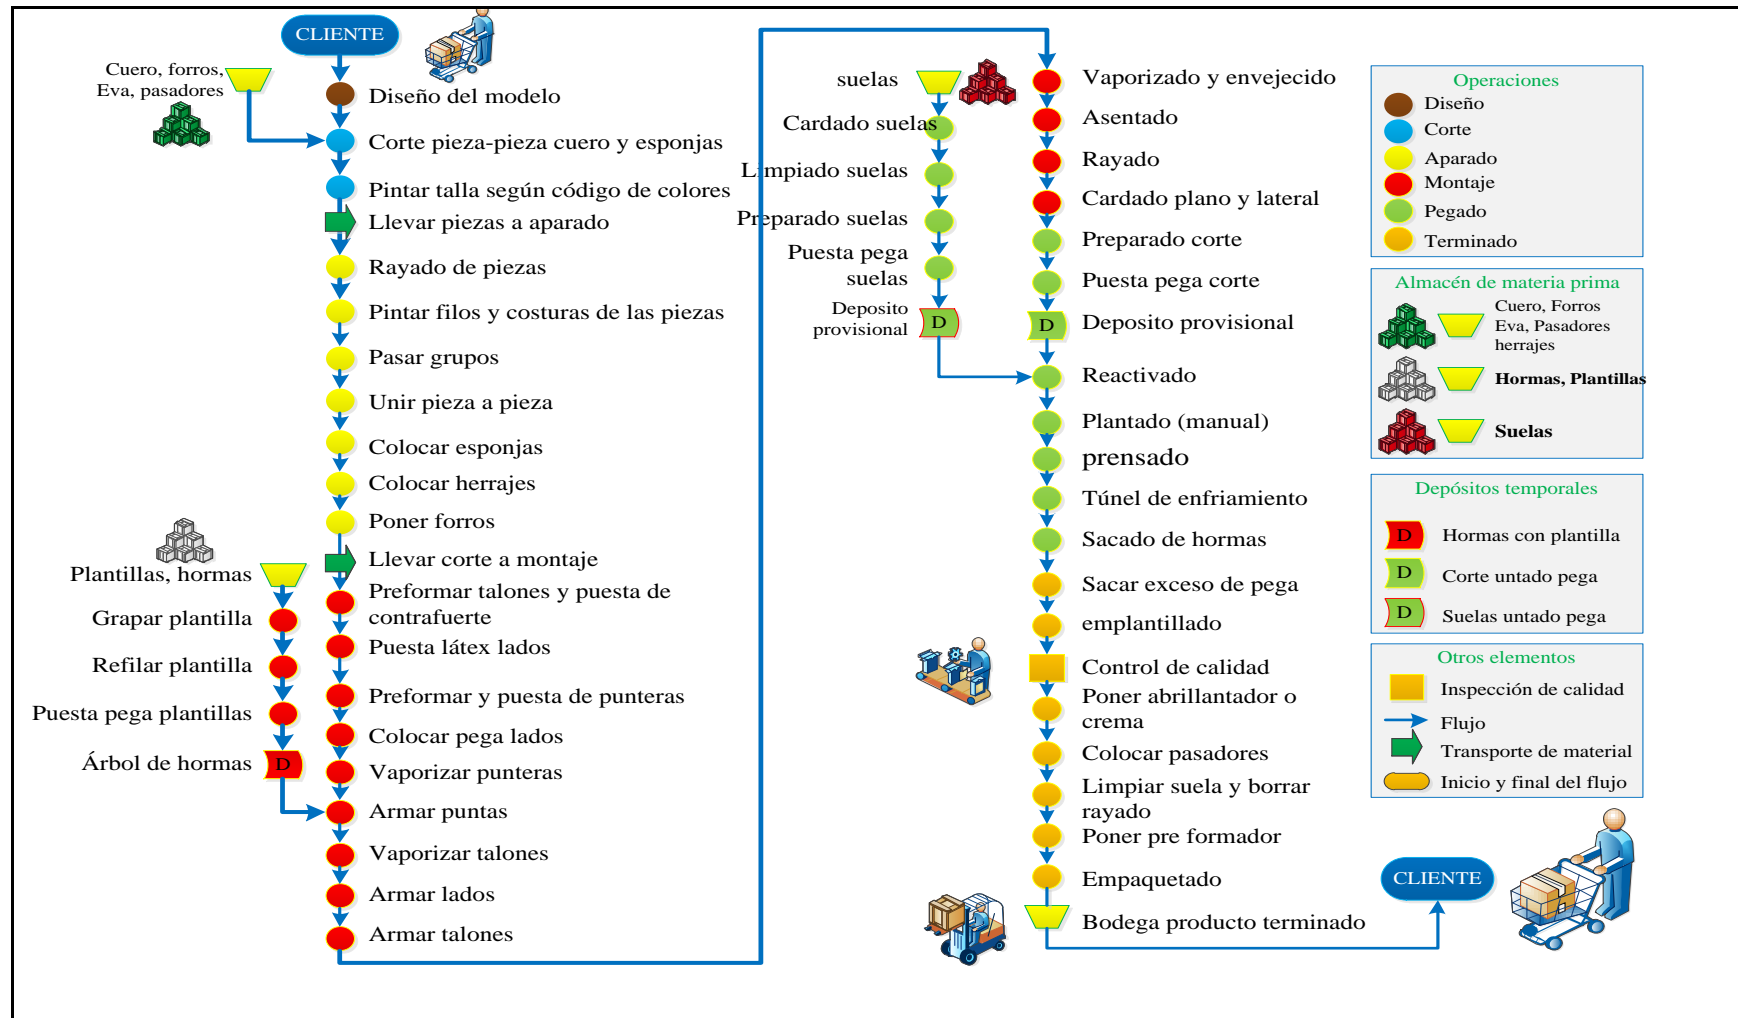 CLIENTE
Cuero, forros,
Eva, pasadores
Diseño del modelo
Corte pieza-pieza cuero y esponjas
Pintar talla según código de colores
Llevar piezas a aparado
Rayado de piezas
Pintar filos y costuras de las piezas
Pasar grupos
Unir pieza a pieza
Colocar esponjas
Colocar herrajes
Poner forros
Llevar corte a montaje
Plantillas, hormas
Grapar plantilla
Refilar plantilla
Puesta pega plantillas
Árbol de hormas
D
Preformar talones y puesta de
contrafuerte
Puesta látex lados
Preformar y puesta de punteras
Colocar pega lados
Vaporizar punteras
Armar puntas
Vaporizar talones
Armar lados
Armar talones
suelas
Cardado suelas
Limpiado suelas
Preparado suelas
Puesta pega
suelas
Deposito
provisional
D
Vaporizado y envejecido
Asentado
Rayado
Cardado plano y lateral
Preparado corte
Puesta pega corte
D
Deposito provisional
Reactivado
Plantado (manual)
prensado
Túnel de enfriamiento
Sacado de hormas
Sacar exceso de pega
emplantillado
Control de calidad
Poner abrillantador o
crema
Colocar pasadores
Limpiar suela y borrar
rayado
Poner pre formador
Empaquetado
Bodega producto terminado
CLIENTE
Operaciones
Diseño
Corte
Aparado
Montaje
Pegado
Terminado
Almacén de materia prima
Cuero, Forros
Eva, Pasadores
herrajes
Hormas, Plantillas
Suelas
Depósitos temporales
D
Hormas con plantilla
D
Corte untado pega
D
Suelas untado pega
Otros elementos
Inspección de calidad
Flujo
Transporte de material
Inicio y final del flujo